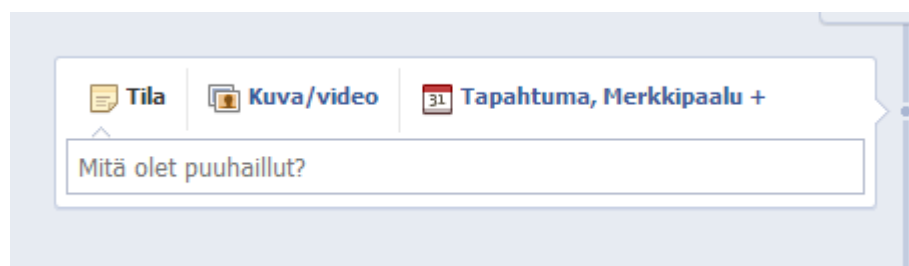 Tila Kuva/video 31 Tapahtuma, Merkkipaalu +
Mitä olet puuhaillut?